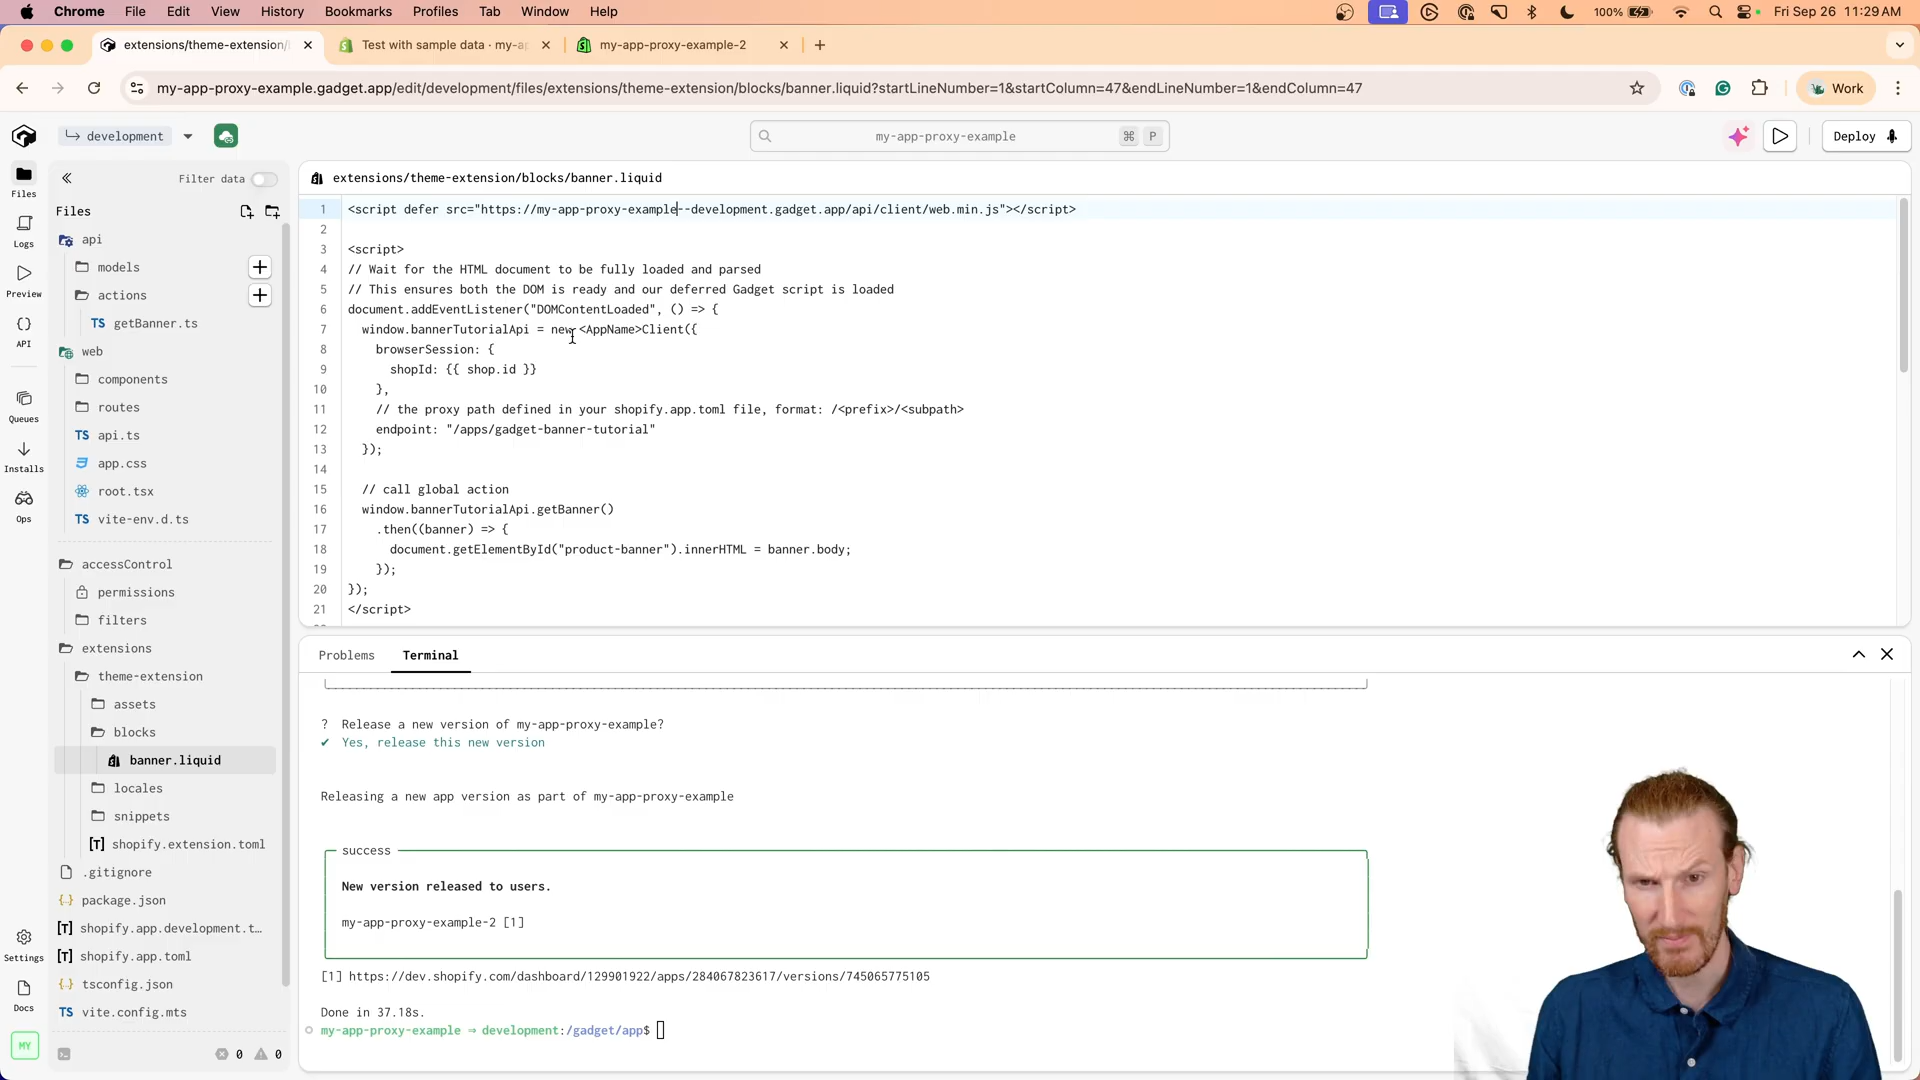 Chrome File Edit View History Bookmarks Profiles Tab Window Help 100% Fri Sep 26 11:29 AM
extensions/theme-extension/
Test with sample data · my-ap
my-app-proxy-example-2
my-app-proxy-example.gadget.app/edit/development/files/extensions/theme-extension/blocks/banner.liquid?startLineNumber=1&startColumn=47&endLineNumber=1&endColumn=47
Work
development
my-app-proxy-example
⌘ P
Deploy
Files
Logs
Preview
API
Queues
Installs
Ops
Settings
Docs
MY
Filter data
Files
api
models
actions
TS getBanner.ts
web
components
routes
TS api.ts
app.css
root.tsx
TS vite-env.d.ts
accessControl
permissions
filters
extensions
theme-extension
assets
blocks
banner.liquid
locales
snippets
[T] shopify.extension.toml
.gitignore
{} package.json
[T] shopify.app.development.t…
[T] shopify.app.toml
{} tsconfig.json
TS vite.config.mts
0 0
extensions/theme-extension/blocks/banner.liquid
1 <script defer src="https://my-app-proxy-example--development.gadget.app/api/client/web.min.js"></script>
2
3 <script>
4 // Wait for the HTML document to be fully loaded and parsed
5 // This ensures both the DOM is ready and our deferred Gadget script is loaded
6 document.addEventListener("DOMContentLoaded", () => {
7 window.bannerTutorialApi = new <AppName>Client({
8 browserSession: {
9 shopId: {{ shop.id }}
10 },
11 // the proxy path defined in your shopify.app.toml file, format: /<prefix>/<subpath>
12 endpoint: "/apps/gadget-banner-tutorial"
13 });
14
15 // call global action
16 window.bannerTutorialApi.getBanner()
17 .then((banner) => {
18 document.getElementById("product-banner").innerHTML = banner.body;
19 });
20 });
21 </script>
Problems Terminal
? Release a new version of my-app-proxy-example?
✔ Yes, release this new version
Releasing a new app version as part of my-app-proxy-example
success
New version released to users.
my-app-proxy-example-2 [1]
[1] https://dev.shopify.com/dashboard/129901922/apps/284067823617/versions/745065775105
Done in 37.18s.
my-app-proxy-example ⇒ development:/gadget/app$